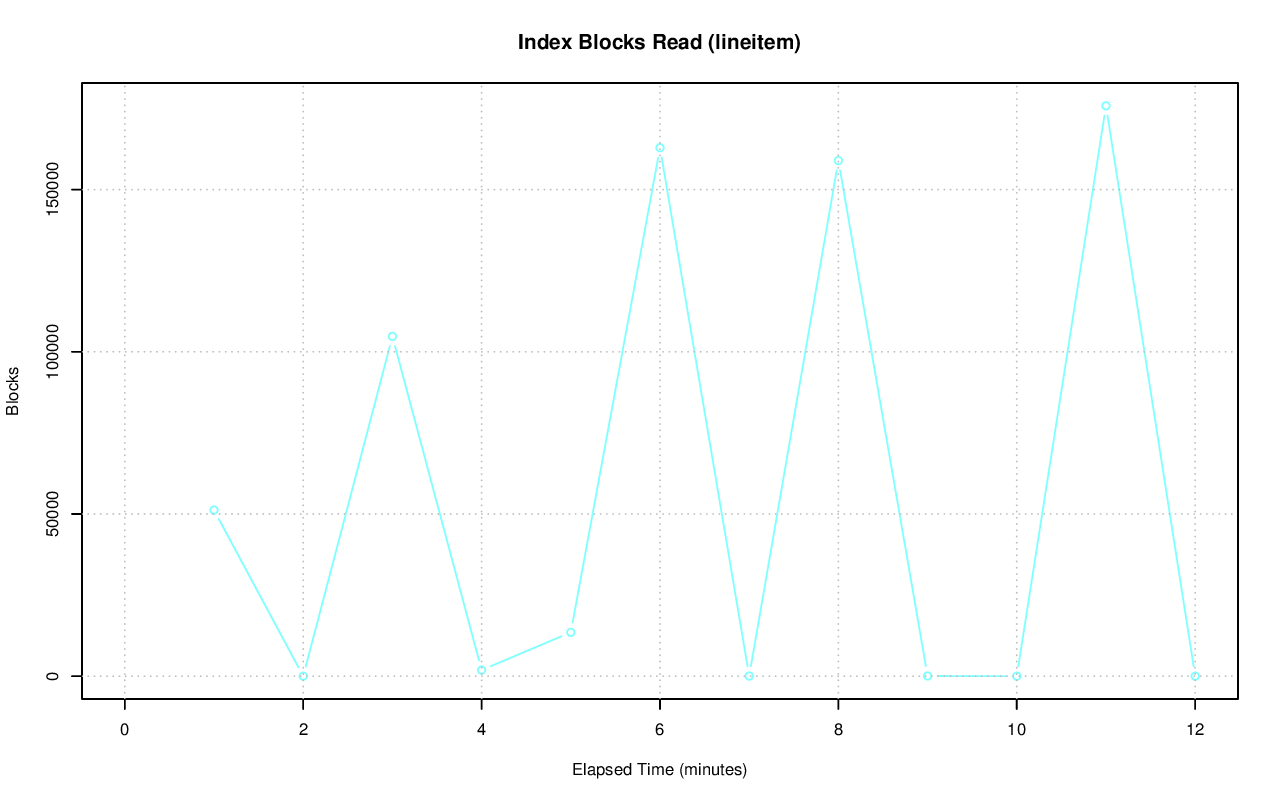 Index Blocks Read (lineitem)
150000
100000
50000
0
Blocks
0 2 4 6 8 10 12
Elapsed Time (minutes)